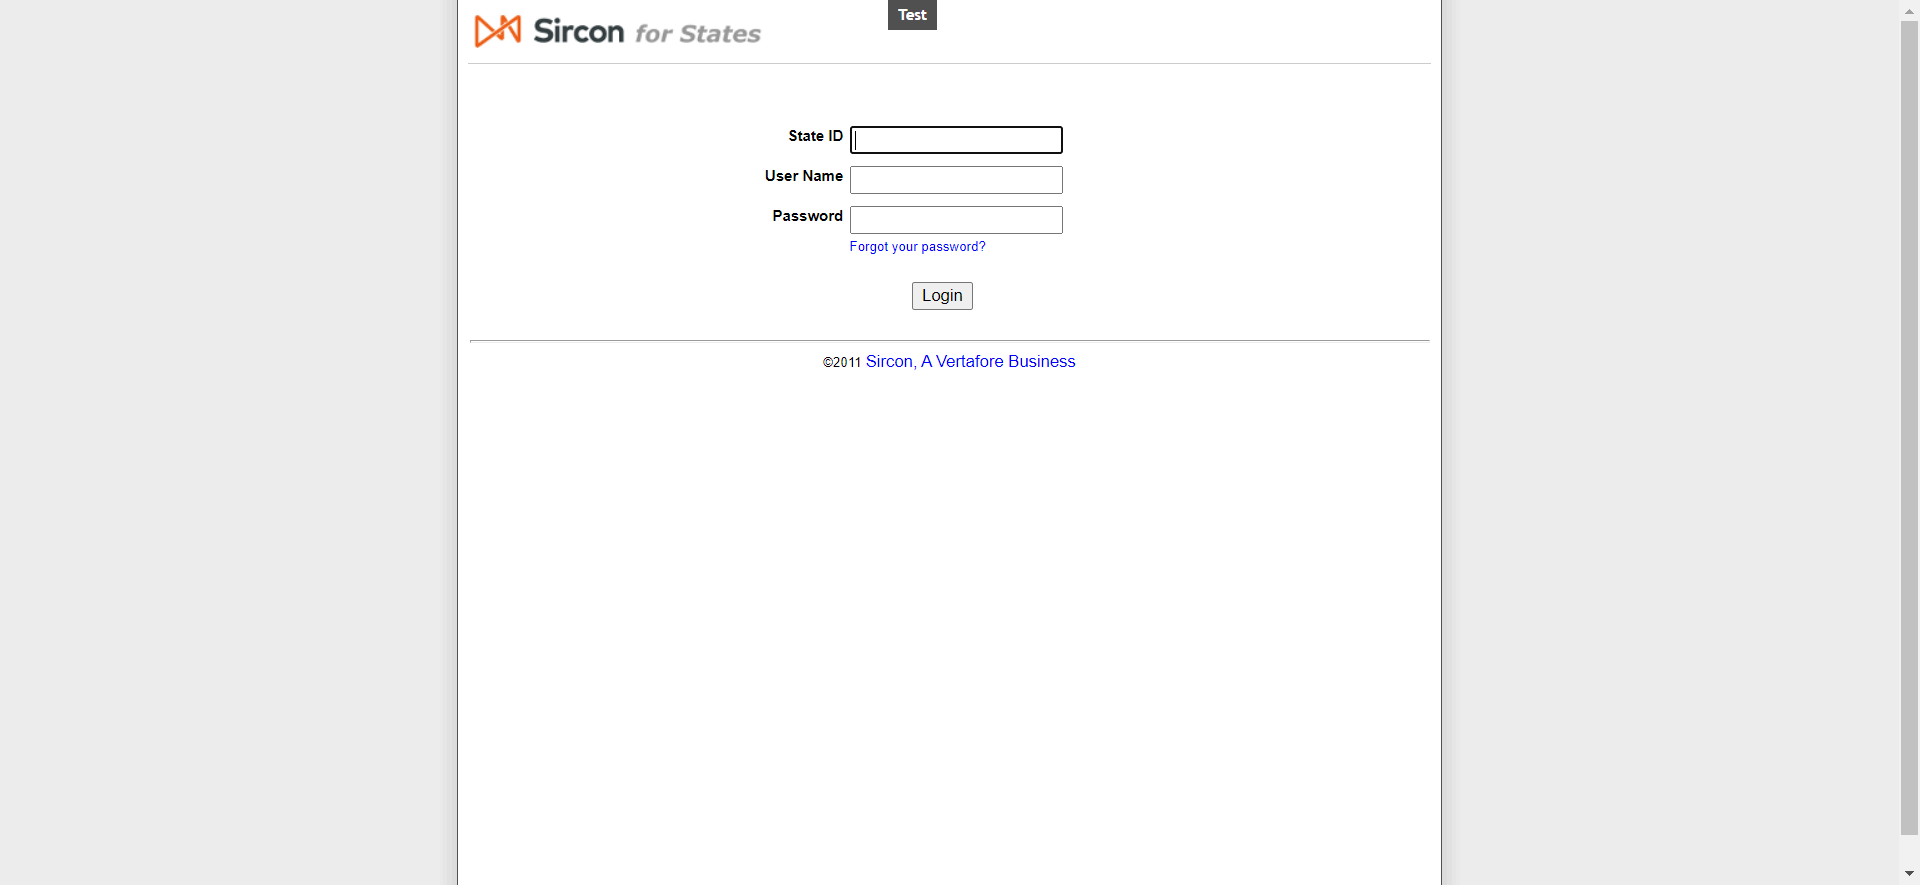 Test
Sircon for States
State ID
User Name
Password
Forgot your password?
Login
©2011 Sircon, A Vertafore Business